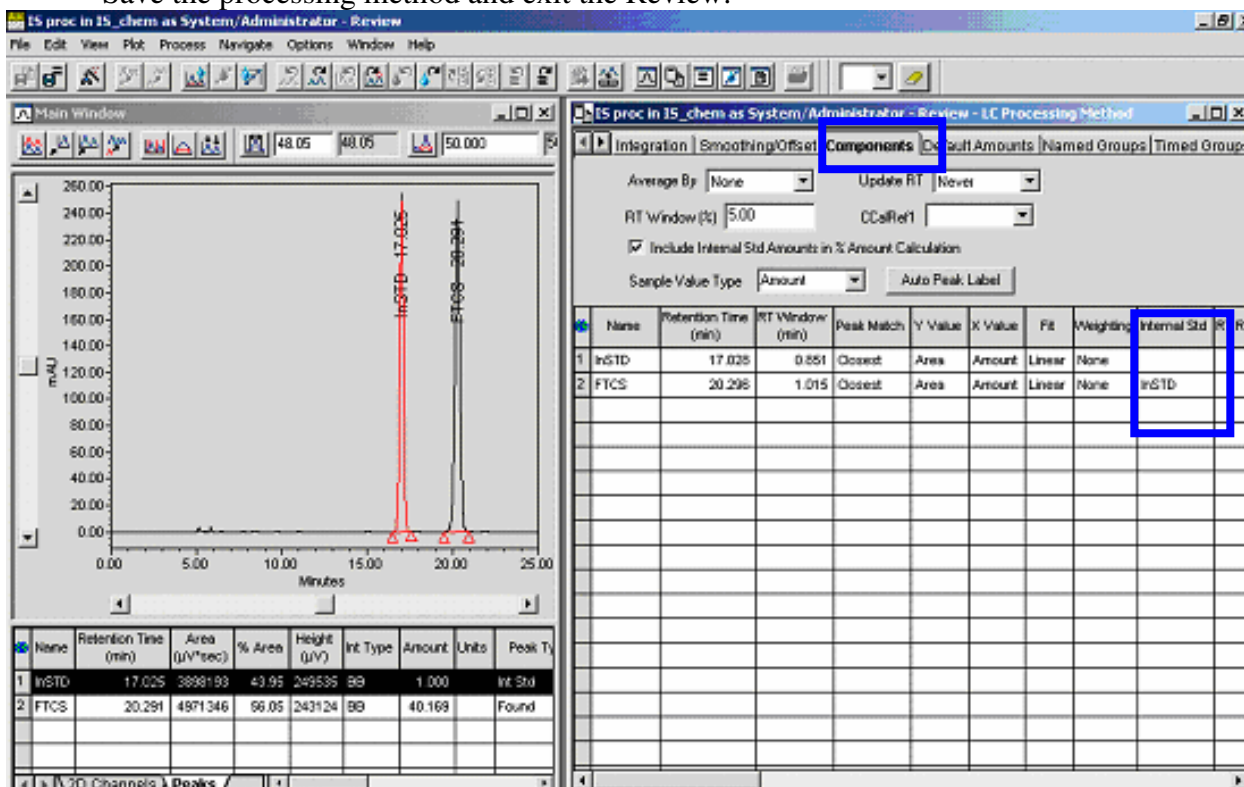 Save the processing method and exit the Review.
IS proc in IS_chem as System/Administrator - Review
File Edit View Plot Process Navigate Options Window Help
Main Window
48.05 48.05 50.000
260.00
240.00
220.00
200.00
180.00
160.00
140.00
120.00
100.00
80.00
60.00
40.00
20.00
0.00
mAU
InSTD 17.025
FTCS 20.291
0.00 5.00 10.00 15.00 20.00 25.00
Minutes
Name Retention Time (min) Area (µV*sec) % Area Height (µV) Int Type Amount Units Peak Ty
1 InSTD 17.025 3898193 43.95 249535 BB 1.000 Int Std
2 FTCS 20.291 4971346 56.05 243124 BB 40.169 Found
2D Channels Peaks
IS proc in IS_chem as System/Administrator - Review - LC Processing Method
Integration Smoothing/Offset Components Default Amounts Named Groups Timed Groups
Average By None Update RT Never
RT Window (%) 5.00 CCalRef1
Include Internal Std Amounts in % Amount Calculation
Sample Value Type Amount Auto Peak Label
Name Retention Time (min) RT Window (min) Peak Match Y Value X Value Fit Weighting Internal Std R R
1 InSTD 17.028 0.851 Closest Area Amount Linear None
2 FTCS 20.296 1.015 Closest Area Amount Linear None InSTD